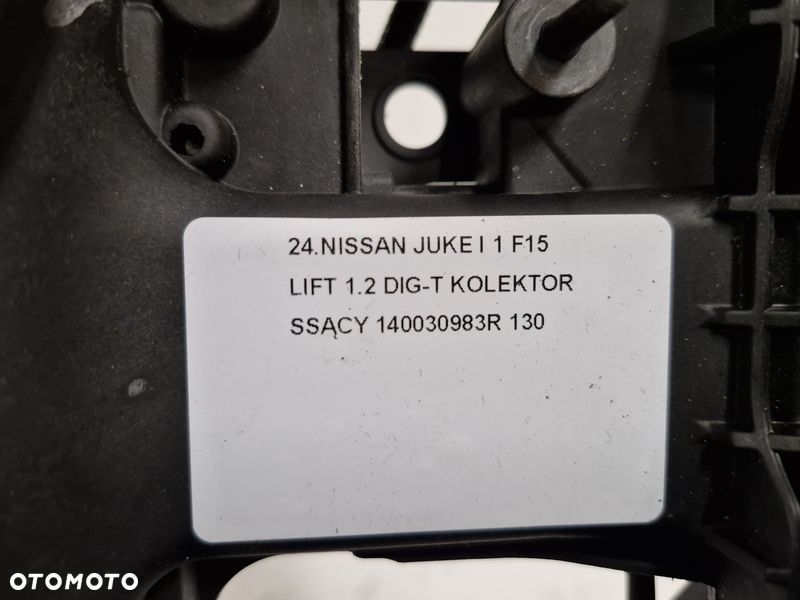 24.NISSAN JUKE I 1 F15
LIFT 1.2 DIG-T KOLEKTOR
SSĄCY 140030983R 130
OTOMOTO